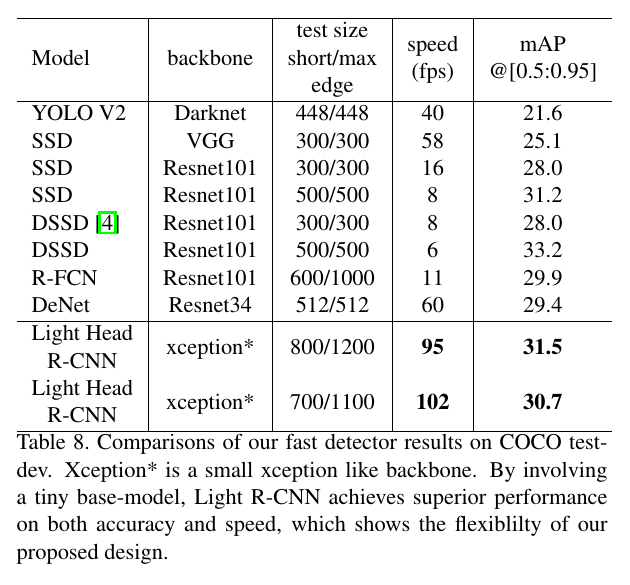 Model backbone test size short/max edge speed (fps) mAP @[0.5:0.95]
YOLO V2 Darknet 448/448 40 21.6
SSD VGG 300/300 58 25.1
SSD Resnet101 300/300 16 28.0
SSD Resnet101 500/500 8 31.2
DSSD [4] Resnet101 300/300 8 28.0
DSSD Resnet101 500/500 6 33.2
R-FCN Resnet101 600/1000 11 29.9
DeNet Resnet34 512/512 60 29.4
Light Head R-CNN xception* 800/1200 95 31.5
Light Head R-CNN xception* 700/1100 102 30.7
Table 8. Comparisons of our fast detector results on COCO test-
dev. Xception* is a small xception like backbone. By involving
a tiny base-model, Light R-CNN achieves superior performance
on both accuracy and speed, which shows the flexiblilty of our
proposed design.